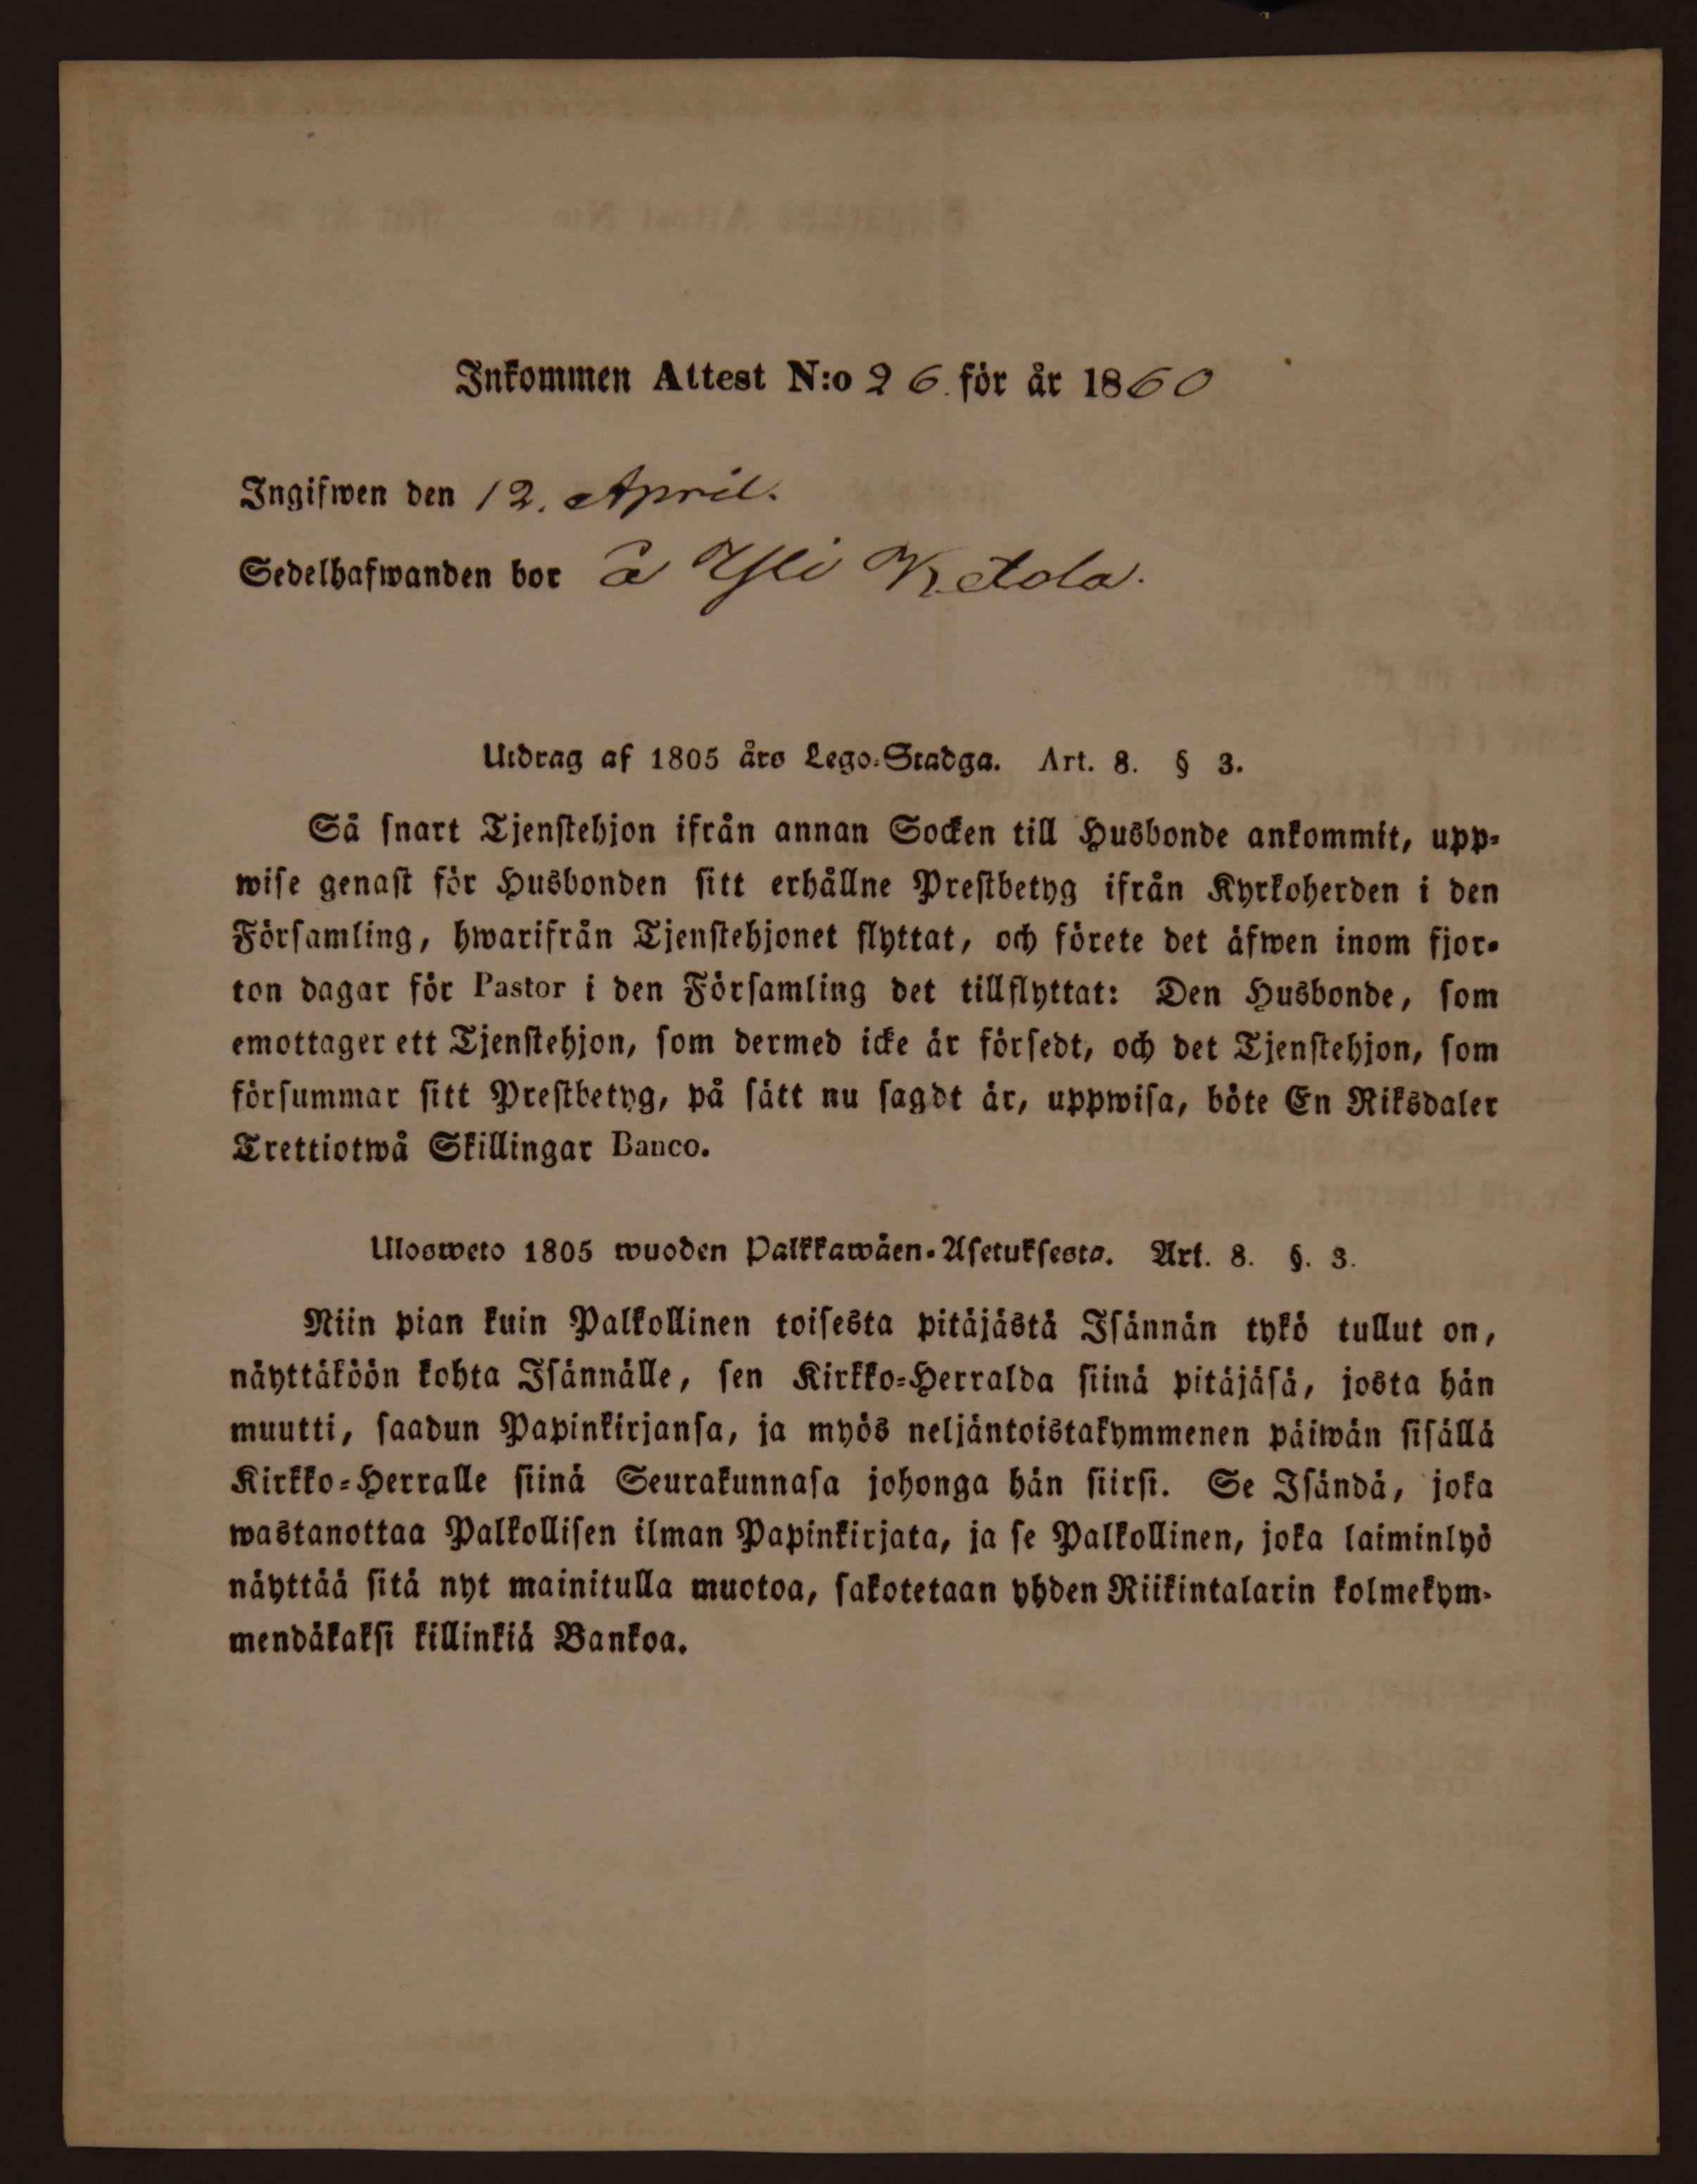 Inkommen Attest N:o 26. för år 1860
Ingifwen den 12. April.
Sedelhafwanden bor å Yli Ketola.
Utdrag af 1805 års Lego-Stadga. Art. 8. § 3.
Så snart Tjenstehjon ifrån annan Socken till Husbonde ankommit, upp-
wise genast för Husbonden sitt erhållne Prestbetyg ifrån Kyrkoherden i den
Församling, hwarifrån Tjenstehjonet flyttat, och förete det äfwen inom fjor-
ton dagar för Pastor i den Församling det tillflyttat: Den Husbonde, som
emottager ett Tjenstehjon, som dermed icke är försedt, och det Tjenstehjon, som
försummar sitt Prestbetyg, på sätt nu sagdt är, uppwisa, böte En Riksdaler
Trettiotwå Skillingar Banco.
Ulosweto 1805 wuoden Palkkawäen-Asetuksesta. Art. 8. §. 3.
Niin pian kuin Palkollinen toisesta pitäjästä Isännän tykö tullut on,
näyttäköön kohta Isännälle, sen Kirkko-Herralda siinä pitäjäsä, josta hän
muutti, saadun Papinkirjansa, ja myös neljäntoistakymmenen päiwän sisällä
Kirkko-Herralle siinä Seurakunnasa johonga hän siirsi. Se Isändä, joka
wastanottaa Palkollisen ilman Papinkirjata, ja se Palkollinen, joka laiminlyö
näyttää sitä nyt mainitulla muotoa, sakotetaan yhden Riikintalarin kolmekym-
mendäkaksi killinkiä Bankoa.